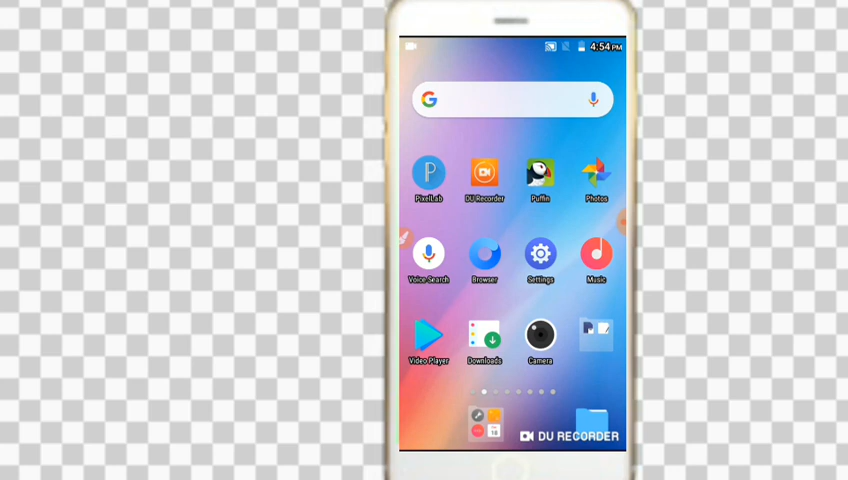 4:54 PM
G
PixelLab DU Recorder Puffin Photos
Voice Search Browser Settings Music
Video Player Downloads Camera
16
DU RECORDER